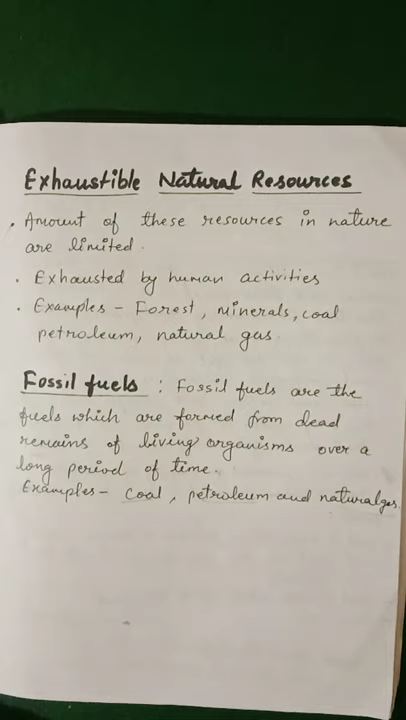 Exhaustible Natural Resources
. Amount of these resources in nature
are limited.
. Exhausted by human activities
. Examples - Forest, minerals, coal
petroleum, natural gas.
Fossil fuels : Fossil fuels are the
fuels which are formed from dead
remains of living organisms over a
long period of time.
Examples - Coal, petroleum and natural gas.